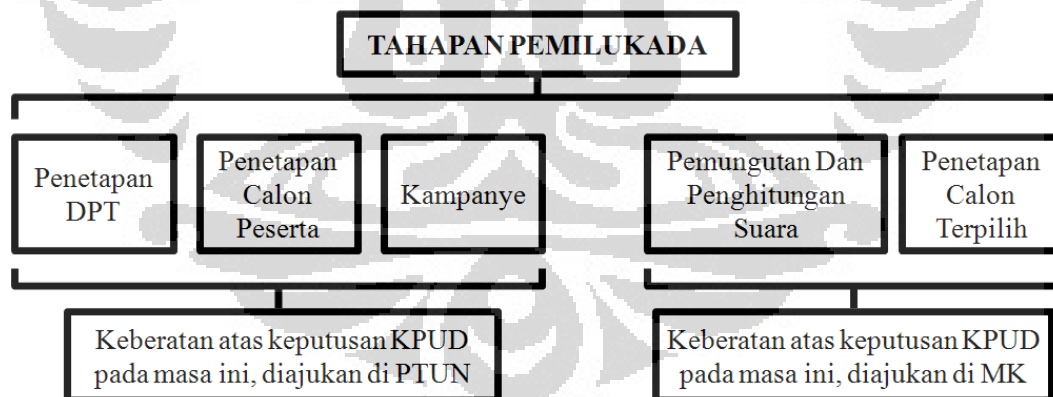 TAHAPAN PEMILUKADA
Penetapan
DPT
Penetapan
Calon
Peserta
Kampanye
Pemungutan Dan
Penghitungan
Suara
Penetapan
Calon
Terpilih
Keberatan atas keputusan KPUD
pada masa ini, diajukan di PTUN
Keberatan atas keputusan KPUD
pada masa ini, diajukan di MK